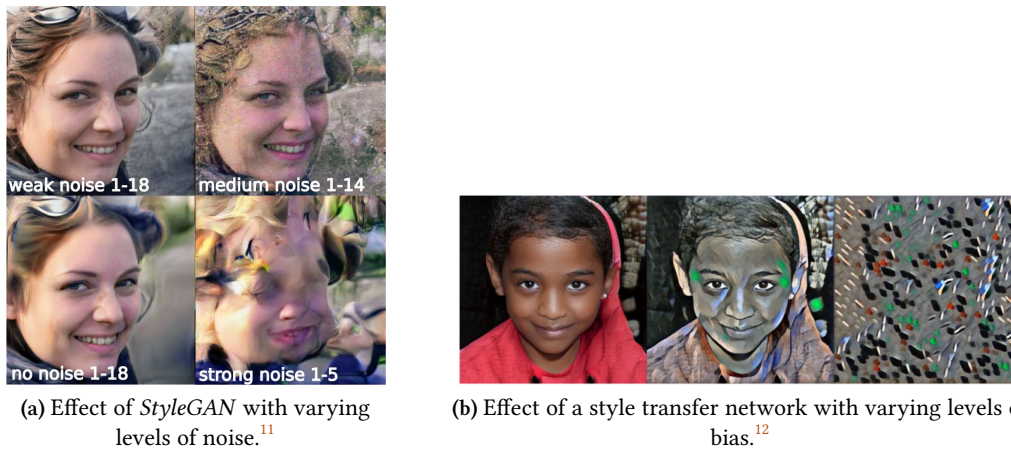 weak noise 1-18
medium noise 1-14
no noise 1-18
strong noise 1-5
(a) Effect of StyleGAN with varying
levels of noise.11
(b) Effect of a style transfer network with varying levels
bias.12